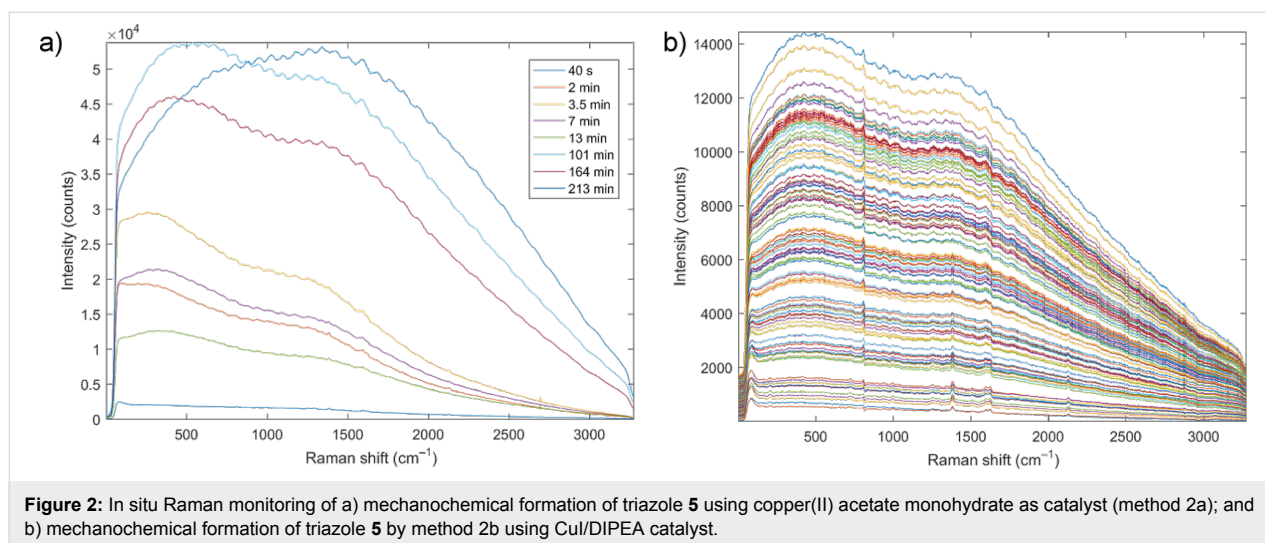 a)
×10⁴
5
4.5
4
3.5
3
2.5
2
1.5
1
0.5
0
Intensity (counts)
500 1000 1500 2000 2500 3000
Raman shift (cm⁻¹)
40 s
2 min
3.5 min
7 min
13 min
101 min
164 min
213 min
b)
14000
12000
10000
8000
6000
4000
2000
Intensity (counts)
500 1000 1500 2000 2500 3000
Raman shift (cm⁻¹)
Figure 2: In situ Raman monitoring of a) mechanochemical formation of triazole 5 using copper(II) acetate monohydrate as catalyst (method 2a); and
b) mechanochemical formation of triazole 5 by method 2b using CuI/DIPEA catalyst.